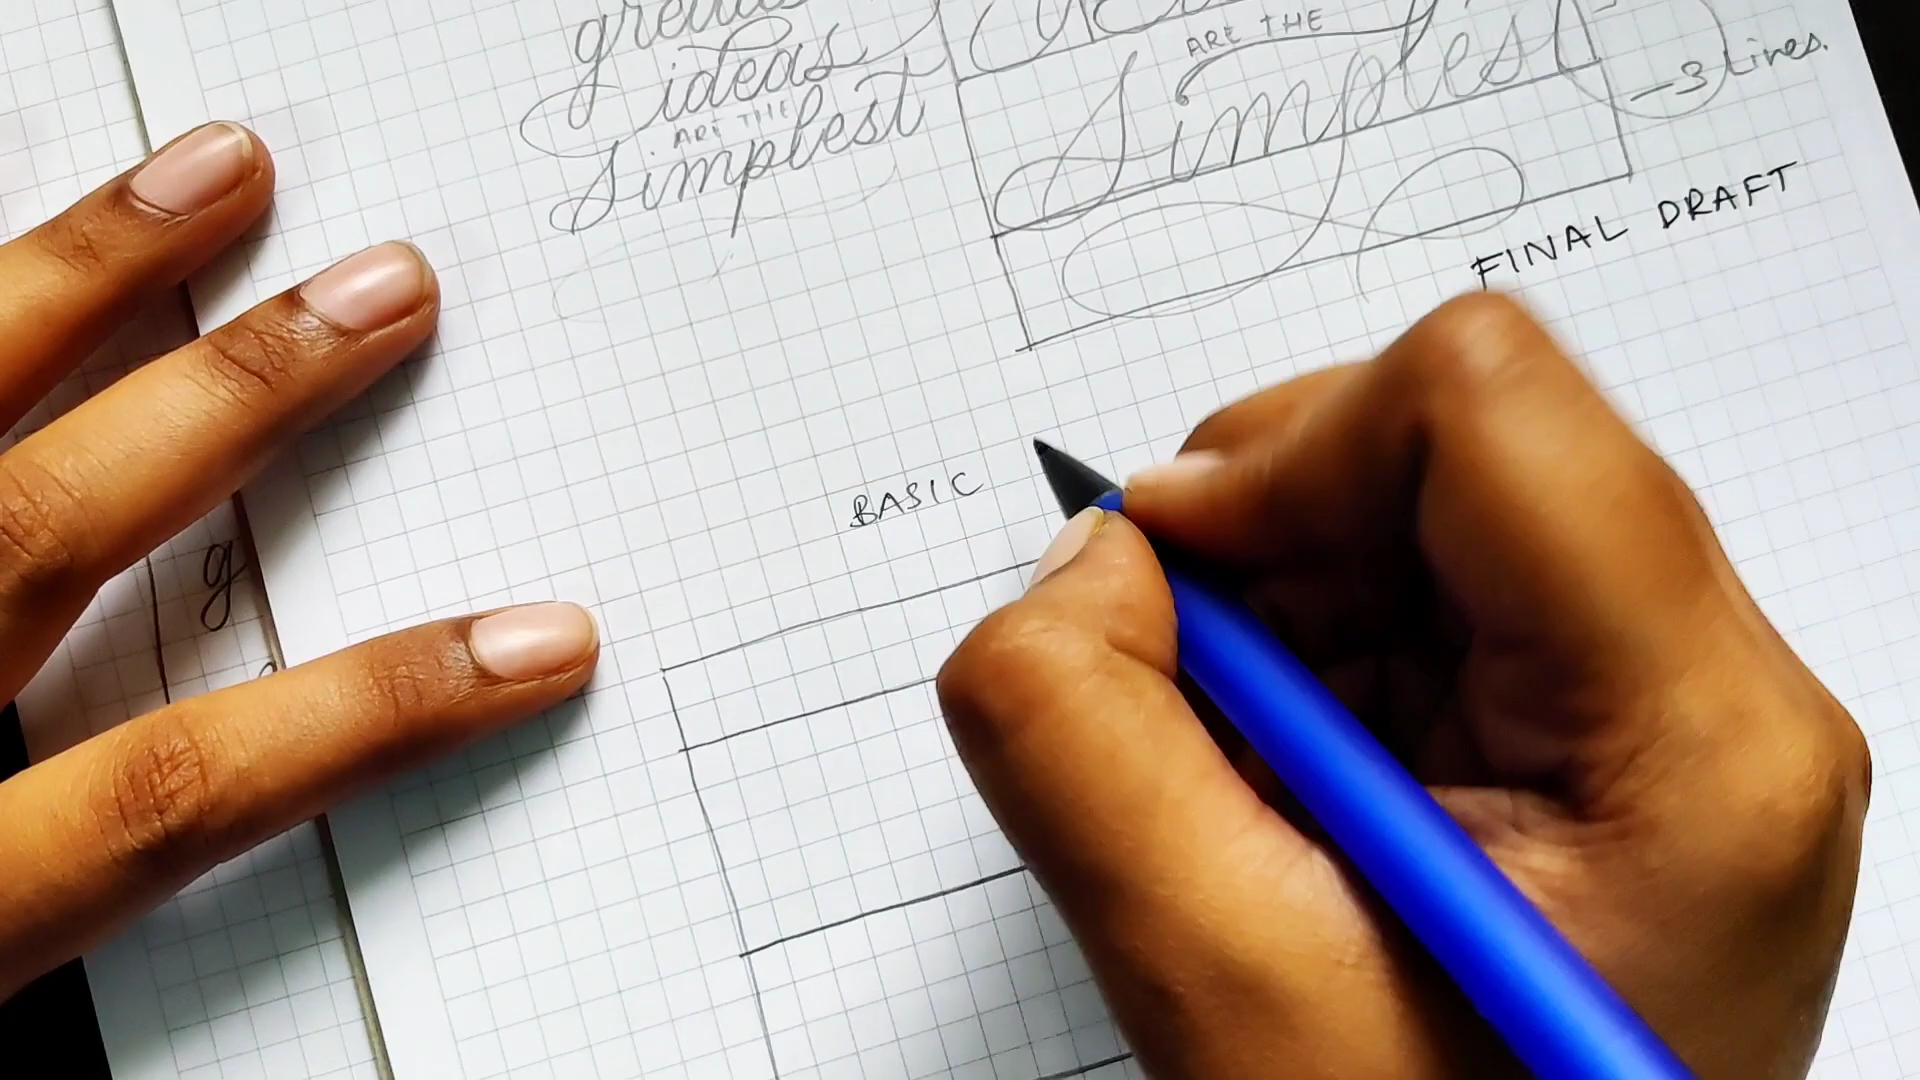 ideas
ARE THE
Simplest
ARE THE
Simplest
-3 Lines.
FINAL DRAFT
BASIC
g